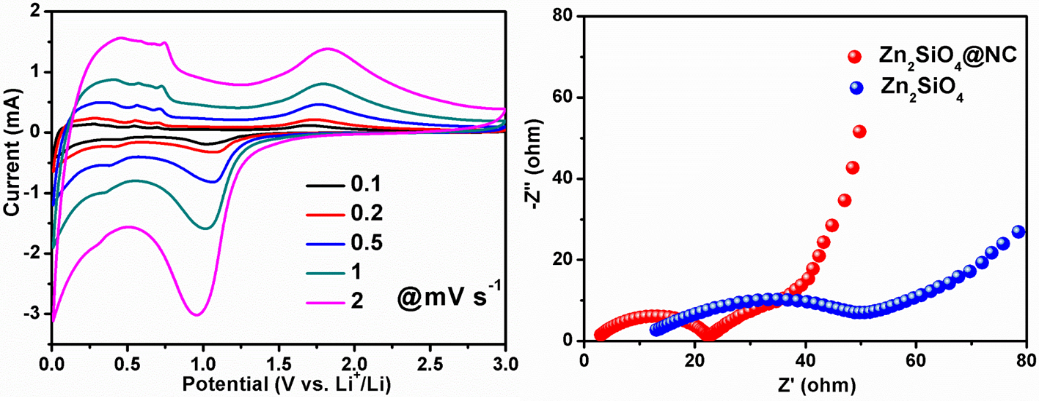 2
1
0
-1
-2
-3
Current (mA)
0.1
0.2
0.5
1
2
@mV s⁻¹
0.0 0.5 1.0 1.5 2.0 2.5 3.0
Potential (V vs. Li⁺/Li)
80
60
40
20
0
-Z" (ohm)
Zn₂SiO₄@NC
Zn₂SiO₄
0 20 40 60 80
Z' (ohm)